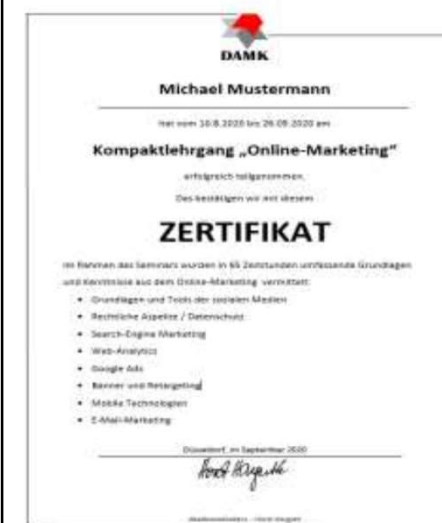 DAMK
Michael Mustermann
hat vom 10.8.2020 bis 26.09.2020 am
Kompaktlehrgang „Online-Marketing“
erfolgreich teilgenommen.
Das bestätigen wir mit diesem
ZERTIFIKAT
Im Rahmen des Seminars wurden in 65 Zeitstunden umfassende Grundlagen
und Kenntnisse aus dem Online-Marketing vermittelt:
• Grundlagen und Tools der sozialen Medien
• Rechtliche Aspekte / Datenschutz
• Search-Engine Marketing
• Web-Analytics
• Google Ads
• Banner und Retargeting
• Mobile Technologien
• E-Mail-Marketing
Düsseldorf, im September 2020